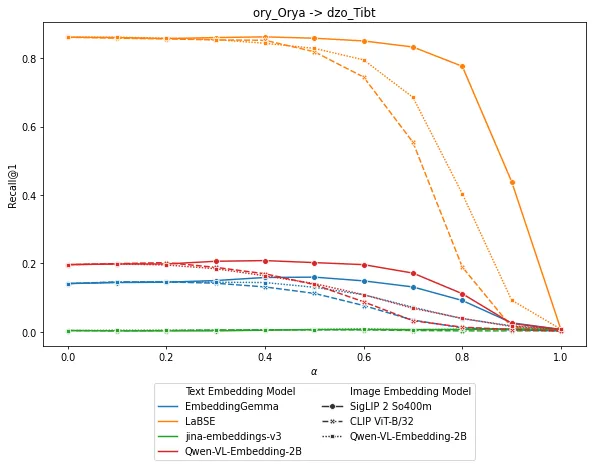 ory_Orya -> dzo_Tibt
Recall@1
0.8
0.6
0.4
0.2
0.0
0.0 0.2 0.4 0.6 0.8 1.0
α
Text Embedding Model Image Embedding Model
EmbeddingGemma SigLIP 2 So400m
LaBSE CLIP ViT-B/32
jina-embeddings-v3 Qwen-VL-Embedding-2B
Qwen-VL-Embedding-2B